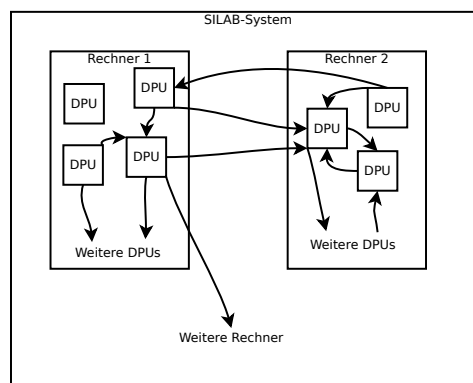 SILAB-System
Rechner 1
Rechner 2
DPU
DPU
DPU
DPU
DPU
DPU
DPU
Weitere DPUs
Weitere DPUs
Weitere Rechner